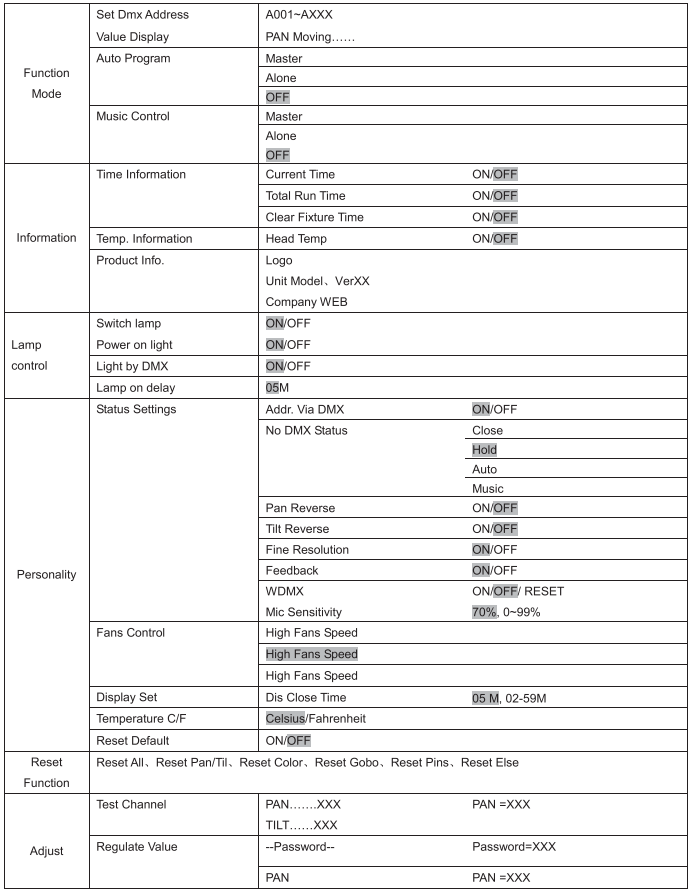 Set Dmx Address A001~AXXX
Value Display PAN Moving……
Function Mode
Auto Program Master
Alone
OFF
Music Control Master
Alone
OFF
Information
Time Information Current Time ON/OFF
Total Run Time ON/OFF
Clear Fixture Time ON/OFF
Temp. Information Head Temp ON/OFF
Product Info. Logo
Unit Model、VerXX
Company WEB
Lamp control
Switch lamp ON/OFF
Power on light ON/OFF
Light by DMX ON/OFF
Lamp on delay 05M
Personality
Status Settings Addr. Via DMX ON/OFF
No DMX Status Close
Hold
Auto
Music
Pan Reverse ON/OFF
Tilt Reverse ON/OFF
Fine Resolution ON/OFF
Feedback ON/OFF
WDMX ON/OFF/ RESET
Mic Sensitivity 70%, 0~99%
Fans Control High Fans Speed
High Fans Speed
High Fans Speed
Display Set Dis Close Time 05 M, 02-59M
Temperature C/F Celsius/Fahrenheit
Reset Default ON/OFF
Reset Function
Reset All、Reset Pan/Til、Reset Color、Reset Gobo、Reset Pins、Reset Else
Adjust
Test Channel PAN…….XXX PAN =XXX
TILT……XXX
Regulate Value --Password-- Password=XXX
PAN PAN =XXX